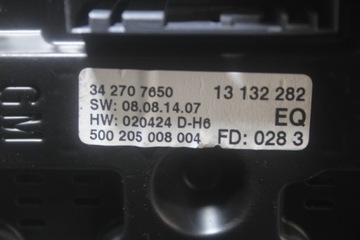 34 270 7650 13 132 282
SW: 08.08.14.07 EQ
HW: 020424 D-H6
500 205 008 004 FD: 028 3
GM